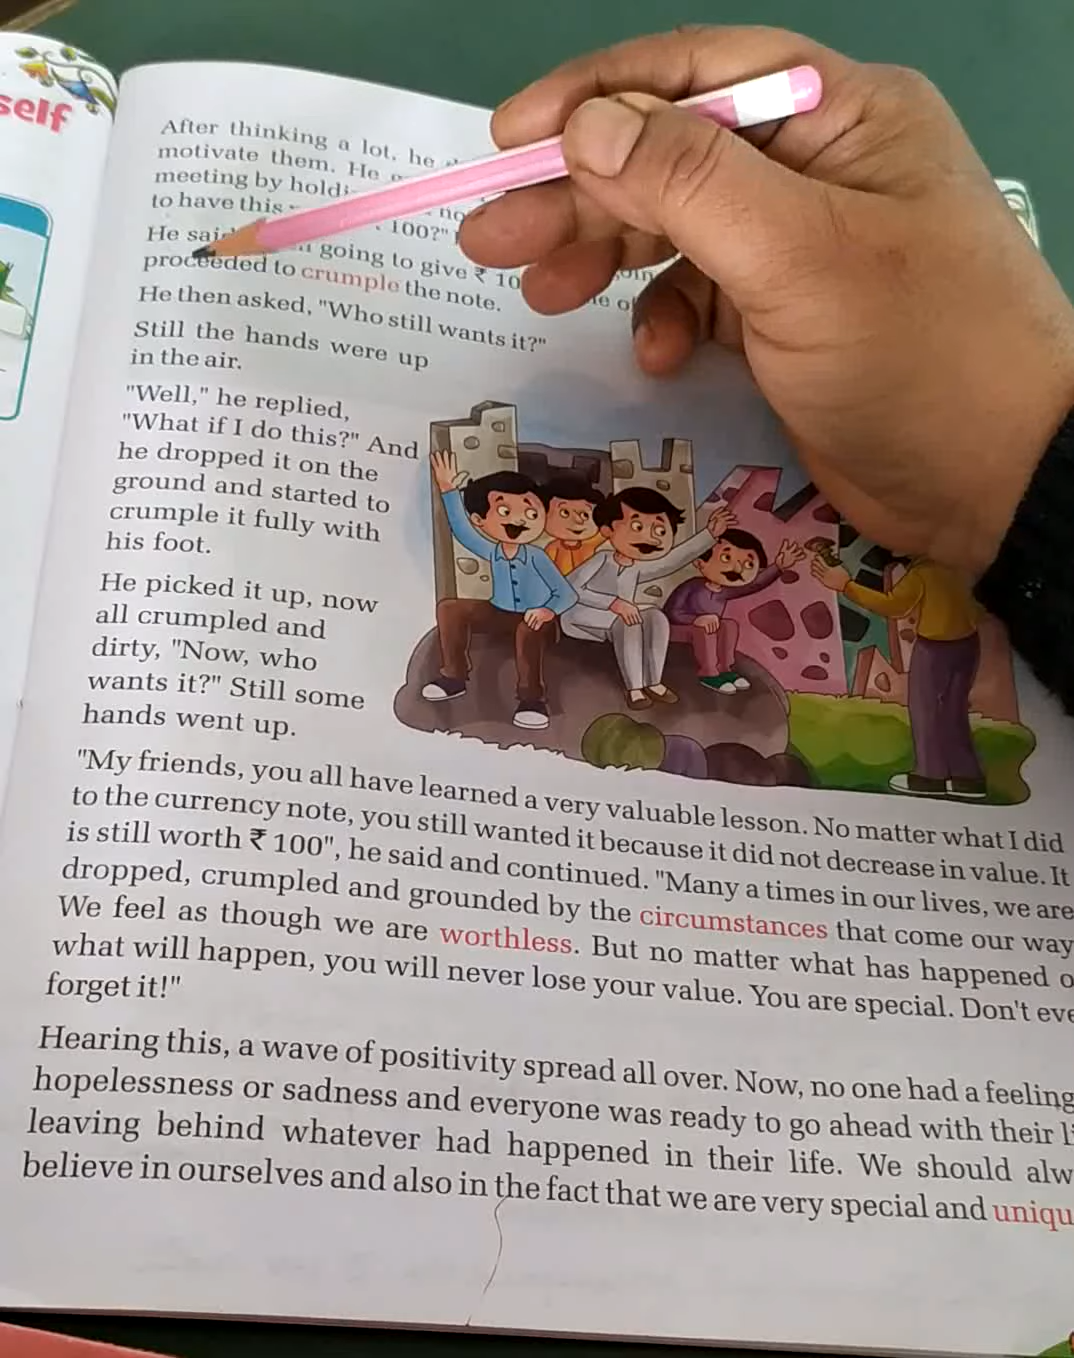 self
After thinking a lot, he
motivate them. He
meeting by
to have this 100?"
He said going to give ₹ 10
proceeded to crumple the note.
He then asked, "Who still wants it?"
Still the hands were up
in the air.
"Well," he replied,
"What if I do this?" And
he dropped it on the
ground and started to
crumple it fully with
his foot.
He picked it up, now
all crumpled and
dirty, "Now, who
wants it?" Still some
hands went up.
"My friends, you all have learned a very valuable lesson. No matter what I did
to the currency note, you still wanted it because it did not decrease in value. It
is still worth ₹ 100", he said and continued. "Many a times in our lives, we are
dropped, crumpled and grounded by the circumstances that come our way
We feel as though we are worthless. But no matter what has happened o
what will happen, you will never lose your value. You are special. Don't eve
forget it!"
Hearing this, a wave of positivity spread all over. Now, no one had a feeling
hopelessness or sadness and everyone was ready to go ahead with their
leaving behind whatever had happened in their life. We should alw
believe in ourselves and also in the fact that we are very special and uniqu